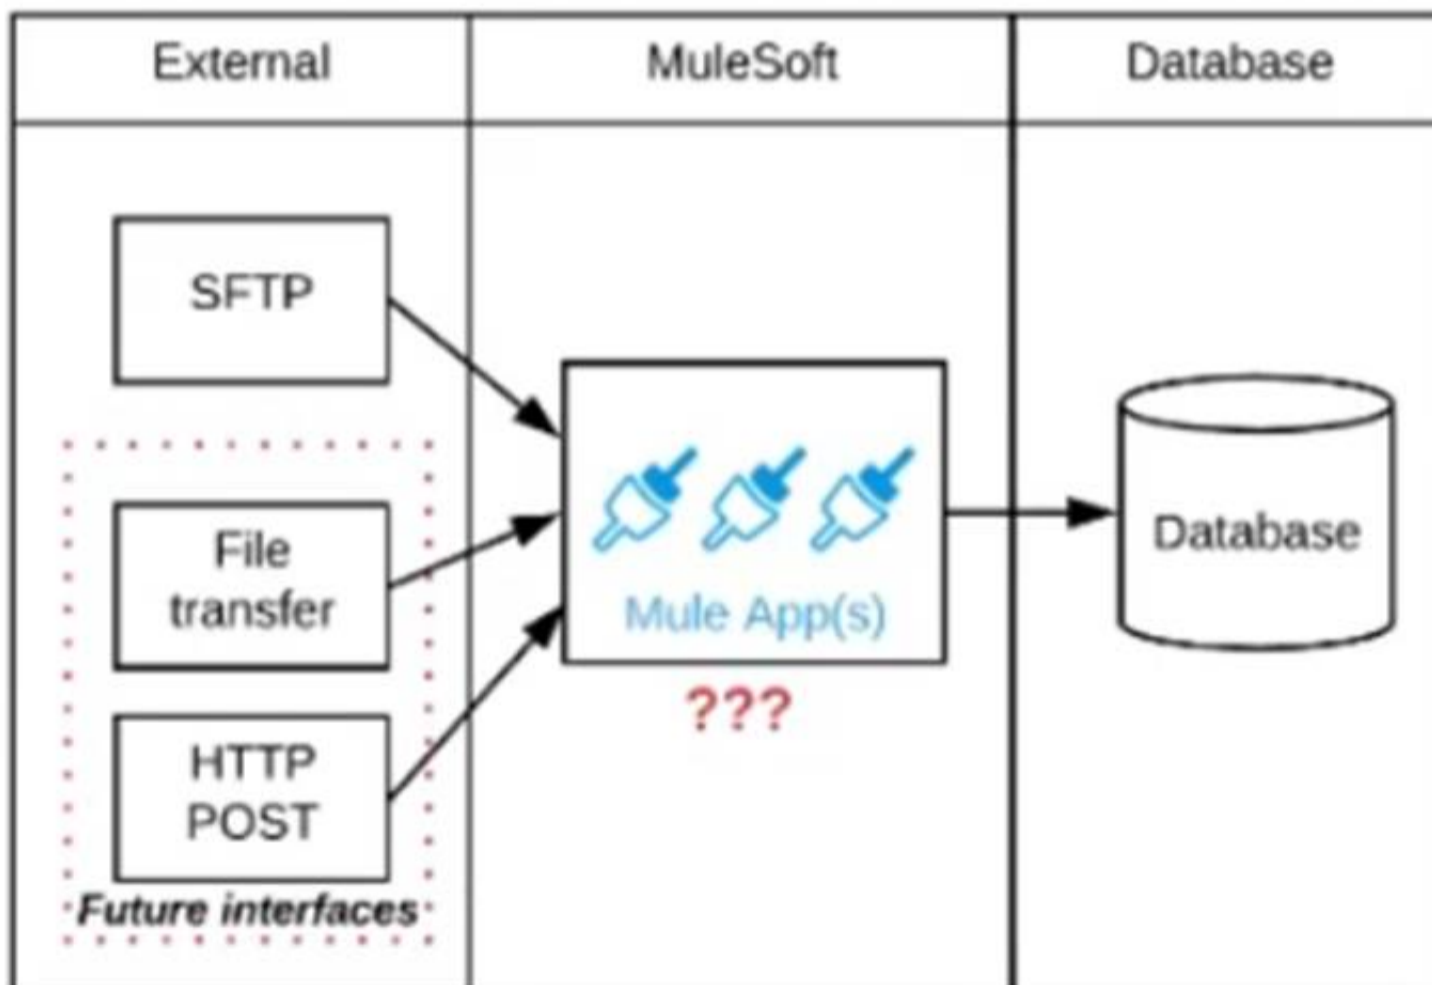 External
MuleSoft
Database
SFTP
File
transfer
HTTP
POST
Future interfaces
Mule App(s)
???
Database